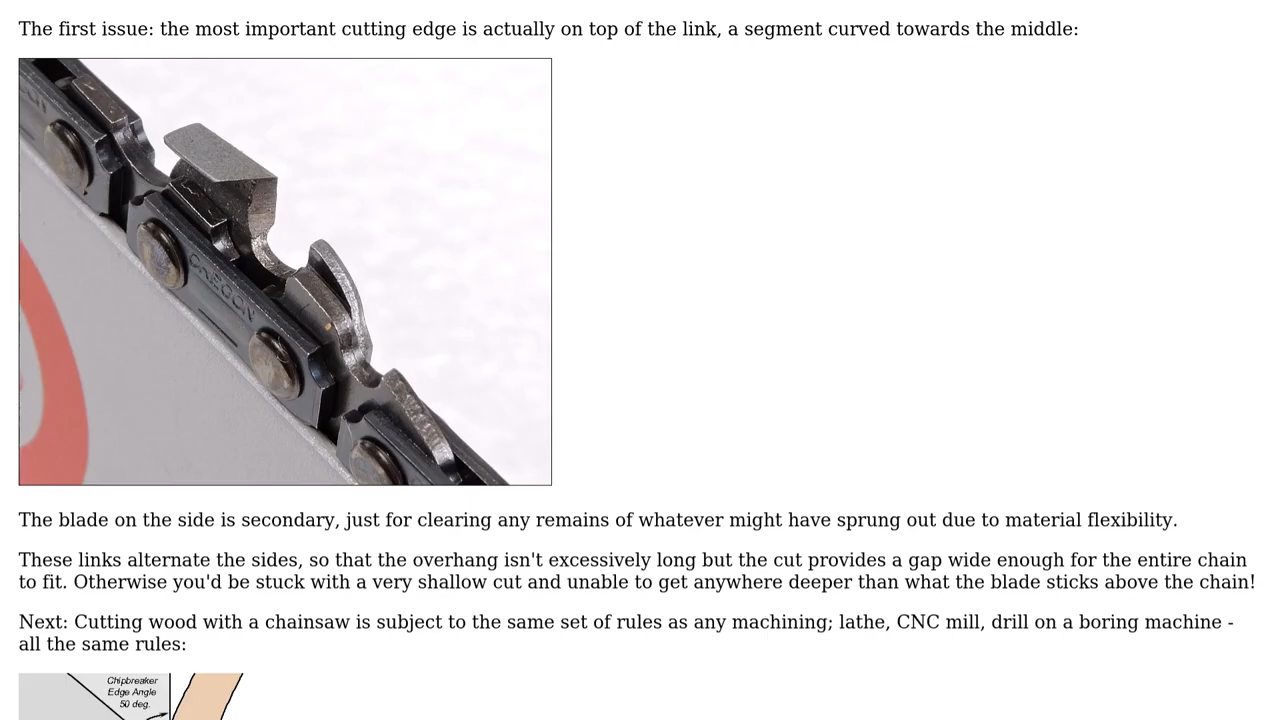 The first issue: the most important cutting edge is actually on top of the link, a segment curved towards the middle:
OREGON
The blade on the side is secondary, just for clearing any remains of whatever might have sprung out due to material flexibility.
These links alternate the sides, so that the overhang isn't excessively long but the cut provides a gap wide enough for the entire chain
to fit. Otherwise you'd be stuck with a very shallow cut and unable to get anywhere deeper than what the blade sticks above the chain!
Next: Cutting wood with a chainsaw is subject to the same set of rules as any machining; lathe, CNC mill, drill on a boring machine -
all the same rules:
Chipbreaker
Edge Angle
50 deg.